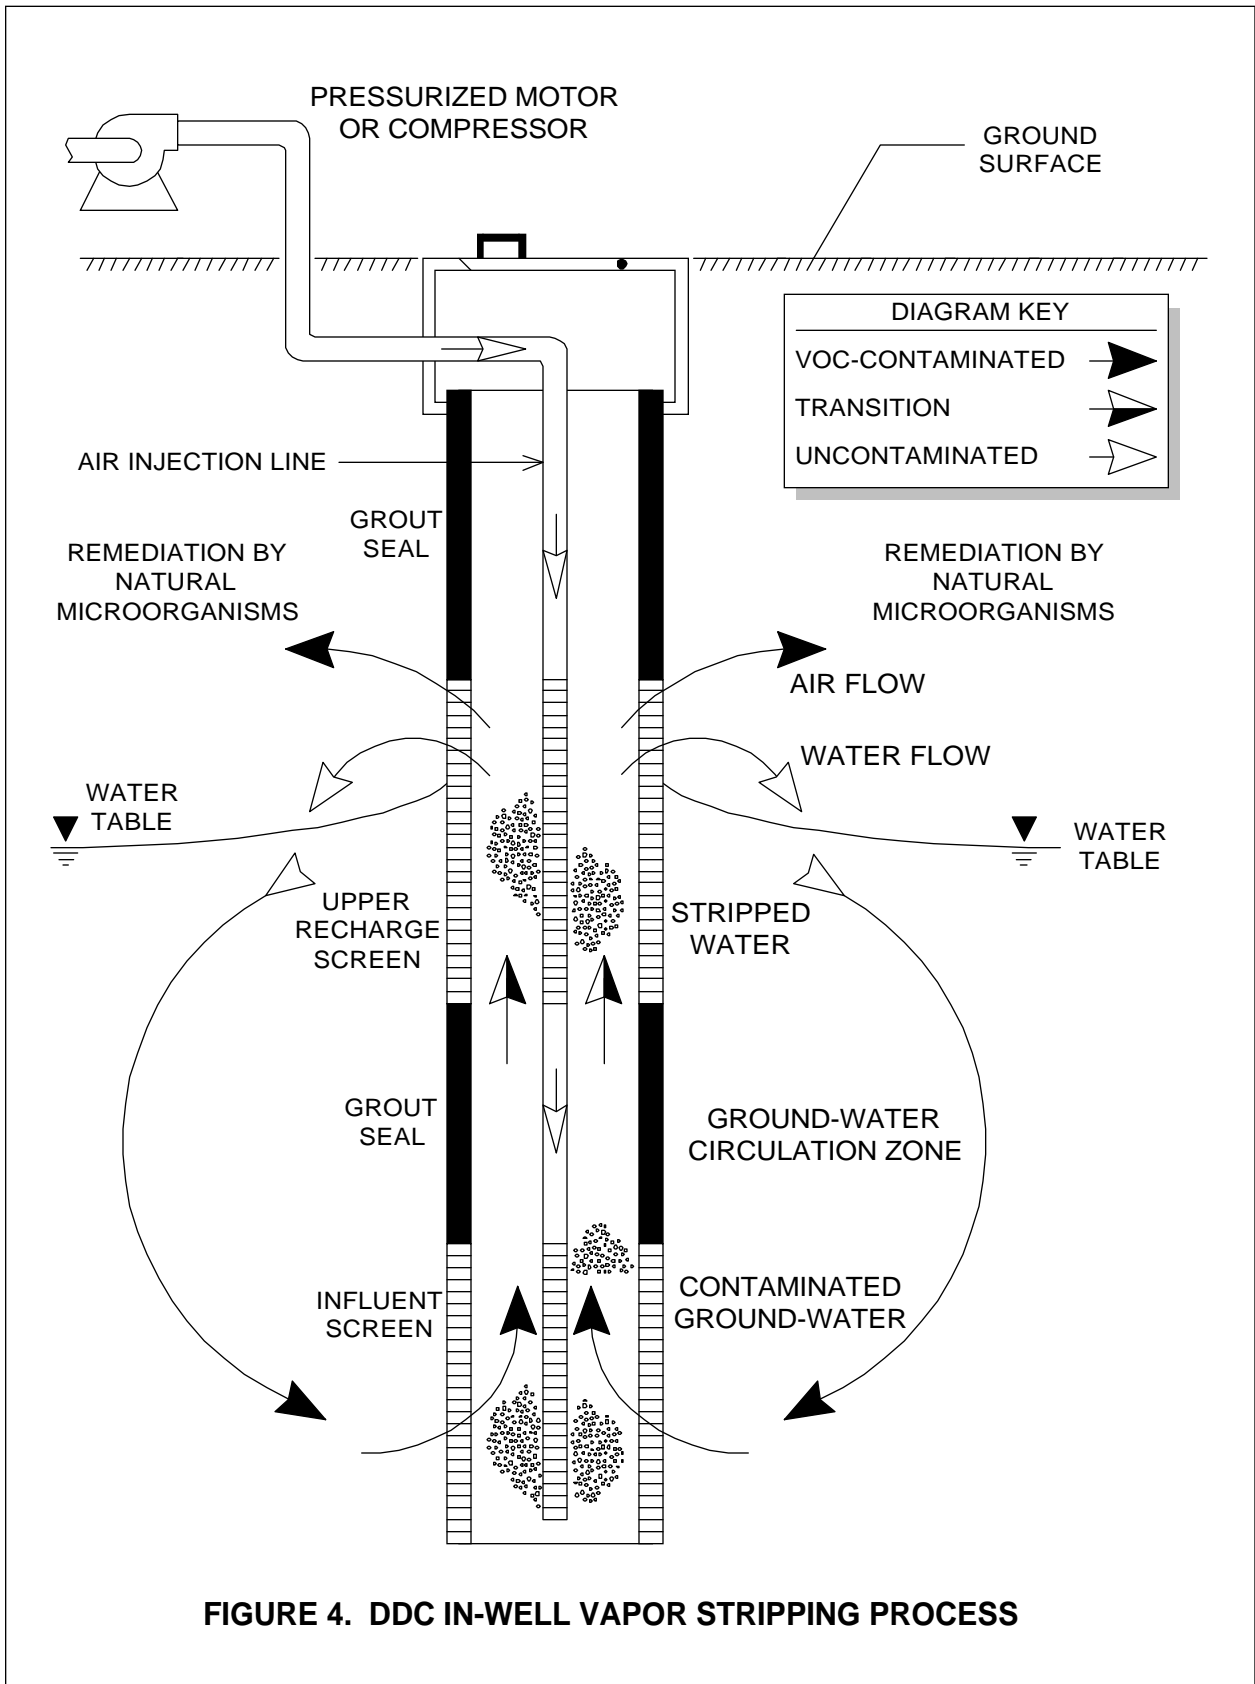 PRESSURIZED MOTOR
OR COMPRESSOR
GROUND
SURFACE
DIAGRAM KEY
VOC-CONTAMINATED
TRANSITION
UNCONTAMINATED
AIR INJECTION LINE
GROUT
SEAL
REMEDIATION BY
NATURAL
MICROORGANISMS
REMEDIATION BY
NATURAL
MICROORGANISMS
AIR FLOW
WATER FLOW
WATER
TABLE
WATER
TABLE
UPPER
RECHARGE
SCREEN
STRIPPED
WATER
GROUT
SEAL
GROUND-WATER
CIRCULATION ZONE
INFLUENT
SCREEN
CONTAMINATED
GROUND-WATER
FIGURE 4. DDC IN-WELL VAPOR STRIPPING PROCESS